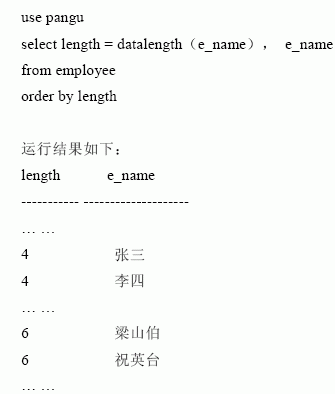 use pangu
select length = datalength（e_name）， e_name
from employee
order by length
运行结果如下：
length e_name
----------- --------------------
… …
4 张三
4 李四
… …
6 梁山伯
6 祝英台
… …